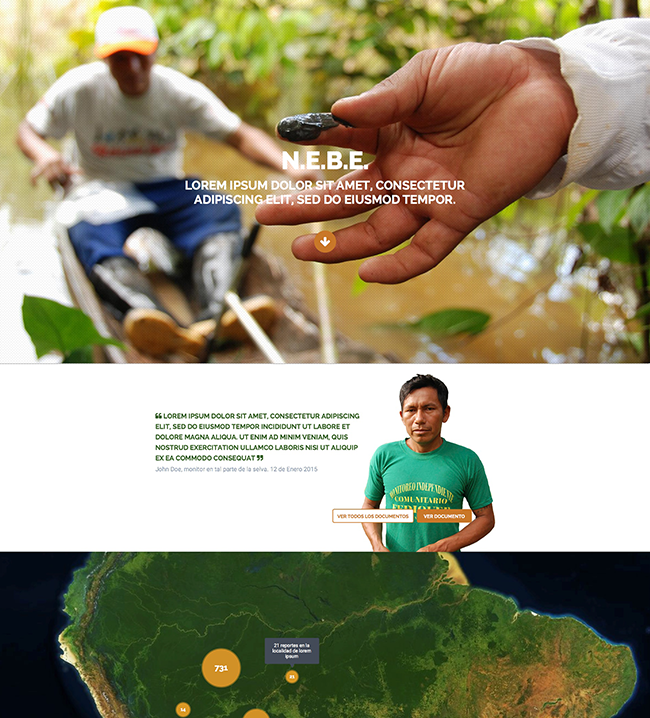 N.E.B.E.
LOREM IPSUM DOLOR SIT AMET, CONSECTETUR
ADIPISCING ELIT, SED DO EIUSMOD TEMPOR.
❝ LOREM IPSUM DOLOR SIT AMET, CONSECTETUR ADIPISCING
ELIT, SED DO EIUSMOD TEMPOR INCIDIDUNT UT LABORE ET
DOLORE MAGNA ALIQUA. UT ENIM AD MINIM VENIAM, QUIS
NOSTRUD EXERCITATION ULLAMCO LABORIS NISI UT ALIQUIP
EX EA COMMODO CONSEQUAT ❞
John Doe, monitor en tal parte de la selva, 12 de Enero 2015
MONITOREO INDEPENDIENTE
COMUNITARIO
VER TODOS LOS DOCUMENTOS
VER DOCUMENTO
21 reportes en la
localidad de lorem
ipsum
731
21
14